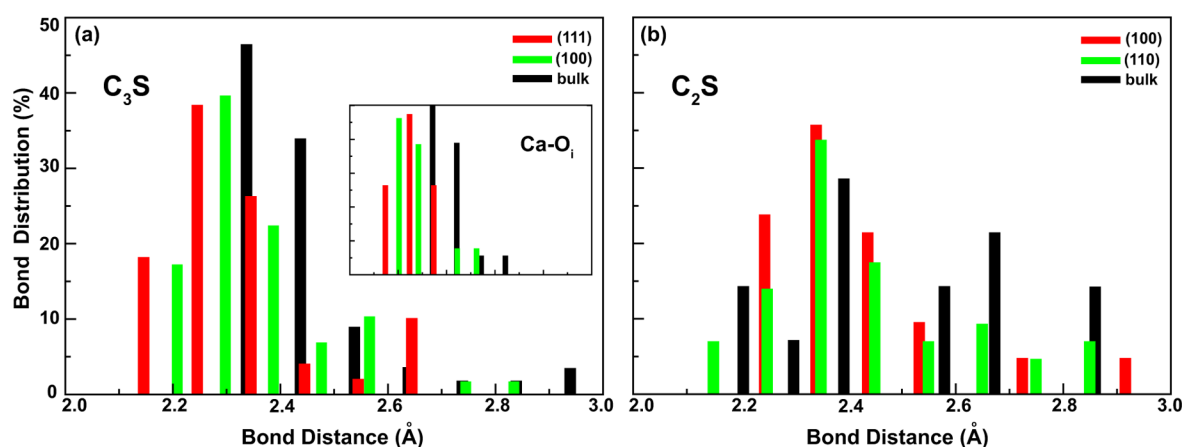 (a)
C₃S
(111)
(100)
bulk
Ca-Oᵢ
Bond Distribution (%)
50
40
30
20
10
0
2.0
2.2
2.4
2.6
2.8
3.0
Bond Distance (Å)
(b)
C₂S
(100)
(110)
bulk
2.0
2.2
2.4
2.6
2.8
3.0
Bond Distance (Å)